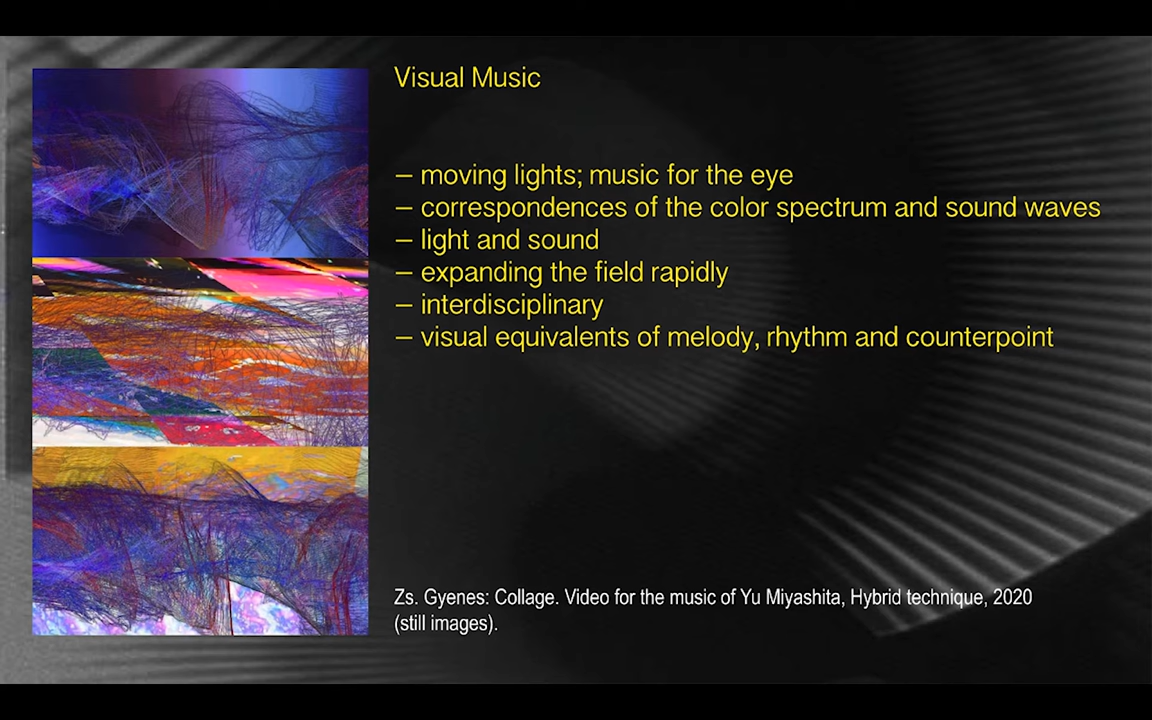 Visual Music
– moving lights; music for the eye
– correspondences of the color spectrum and sound waves
– light and sound
– expanding the field rapidly
– interdisciplinary
– visual equivalents of melody, rhythm and counterpoint
Zs. Gyenes: Collage. Video for the music of Yu Miyashita, Hybrid technique, 2020
(still images).